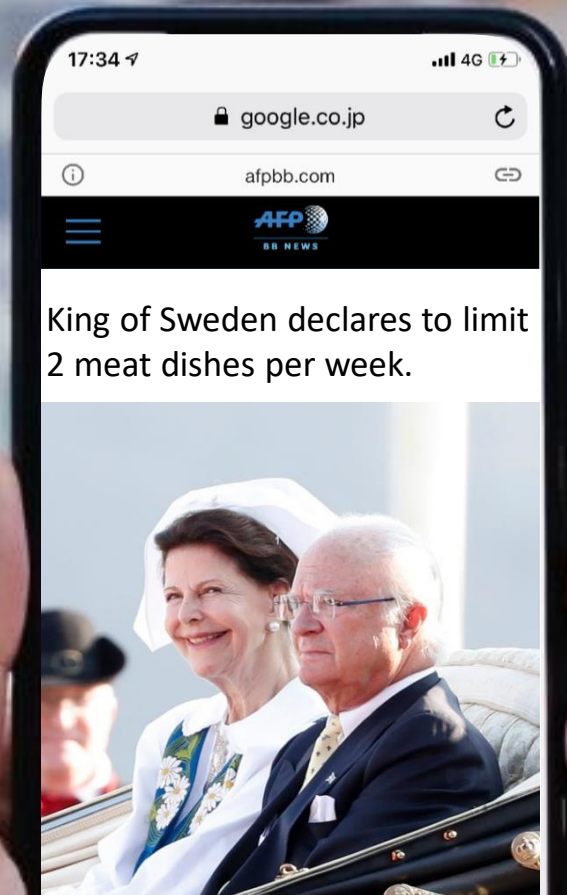 17:34 4G
google.co.jp
afpbb.com
AFP
BB NEWS
King of Sweden declares to limit
2 meat dishes per week.